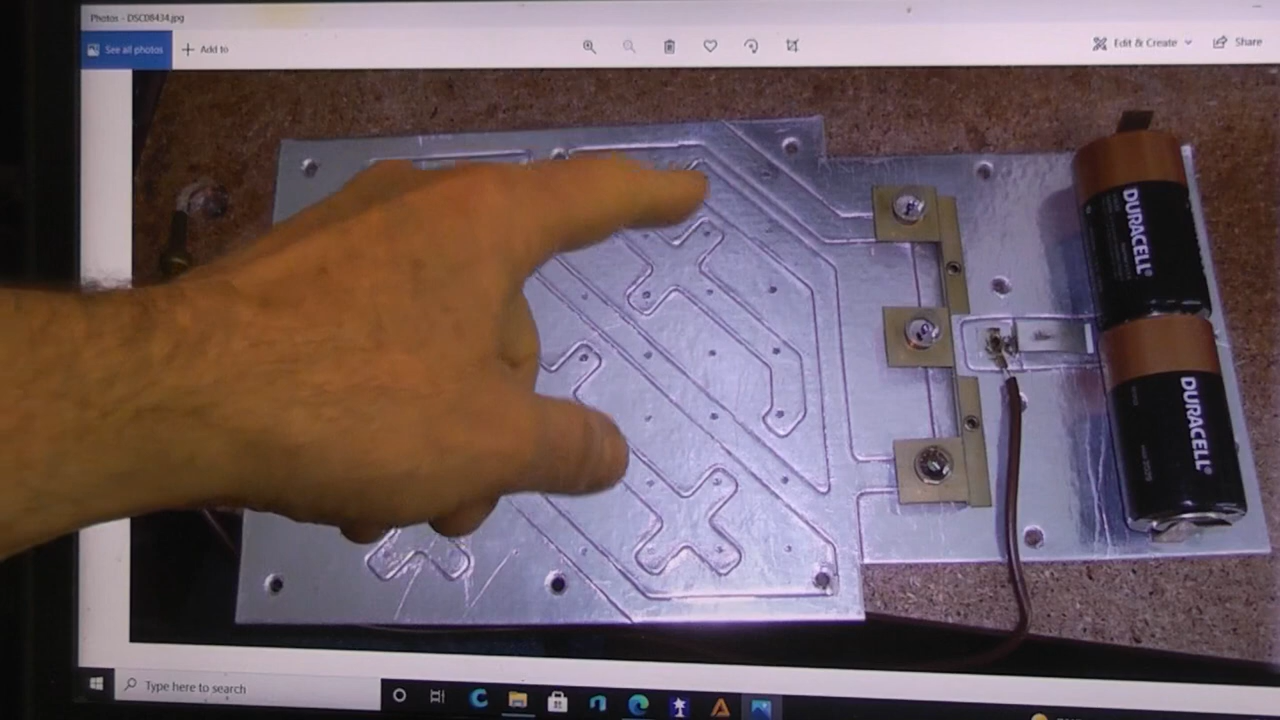 Photos - DSC08434.jpg
See all photos
Add to
Edit & Create
Share
DURACELL
DURACELL
Type here to search